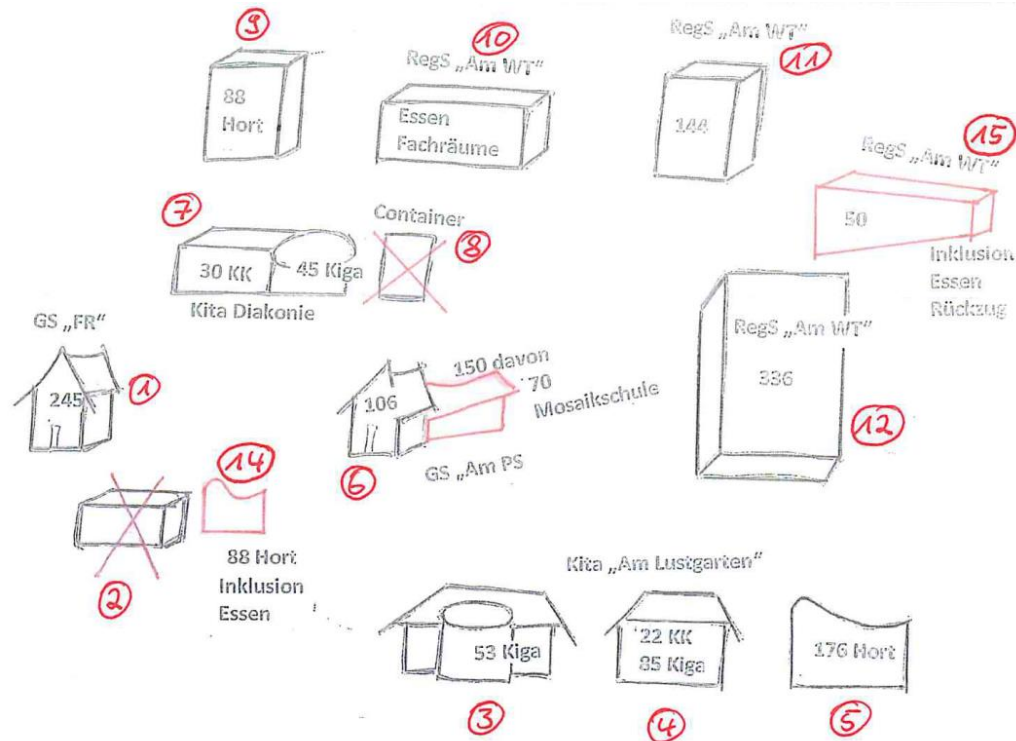 9
88
Hort
10
RegS „Am WT"
Essen
Fachräume
RegS „Am WT"
11
144
15
RegS „Am WT"
50
Inklusion
Essen
Rückzug
7
30 KK
45 Kiga
Kita Diakonie
Container
8
GS „FR"
245
1
106
150 davon
70
Mosaikschule
6
GS „Am PS
RegS „Am WT"
336
12
2
14
88 Hort
Inklusion
Essen
Kita „Am Lustgarten"
53 Kiga
22 KK
85 Kiga
176 Hort
3
4
5